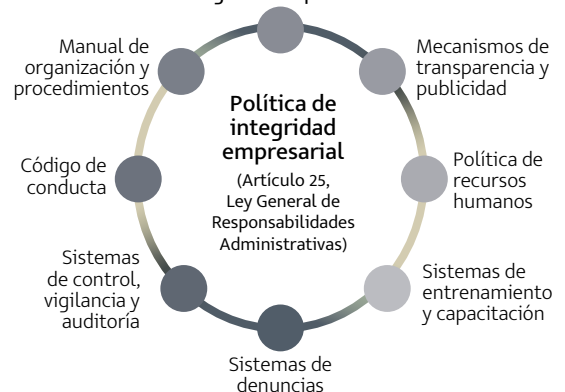 Mecanismos de
transparencia y
publicidad
Política de
recursos
humanos
Sistemas de
entrenamiento
y capacitación
Sistemas de
denuncias
Sistemas
de control,
vigilancia y
auditoría
Código de
conducta
Manual de
organización y
procedimientos
Política de
integridad
empresarial
(Artículo 25,
Ley General de
Responsabilidades
Administrativas)